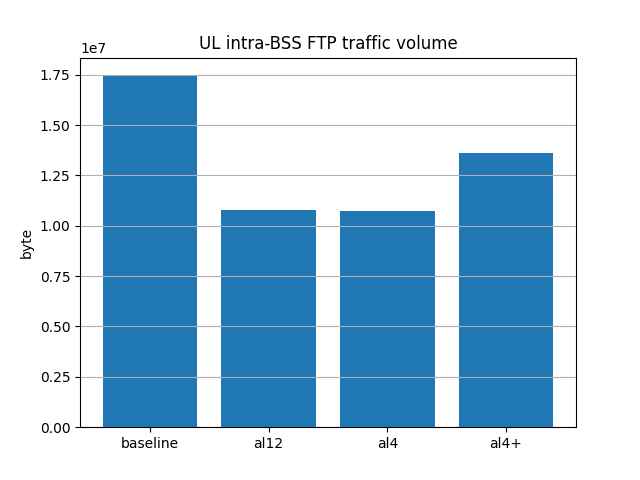 UL intra-BSS FTP traffic volume
1e7
1.75
1.50
1.25
1.00
0.75
0.50
0.25
0.00
byte
baseline al12 al4 al4+